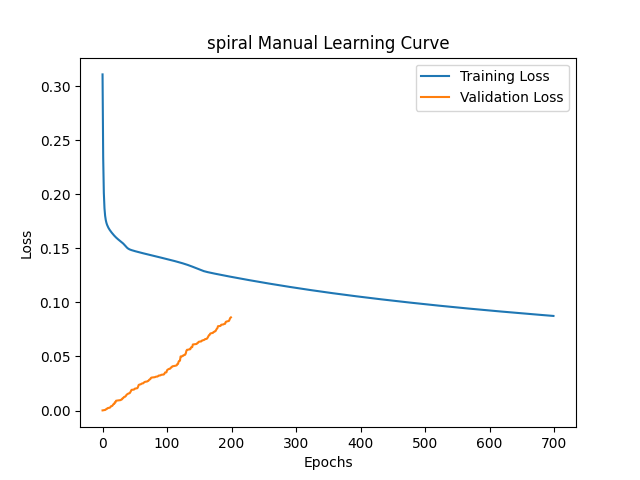 spiral Manual Learning Curve
Training Loss
Validation Loss
0.30
0.25
0.20
0.15
0.10
0.05
0.00
Loss
0 100 200 300 400 500 600 700
Epochs